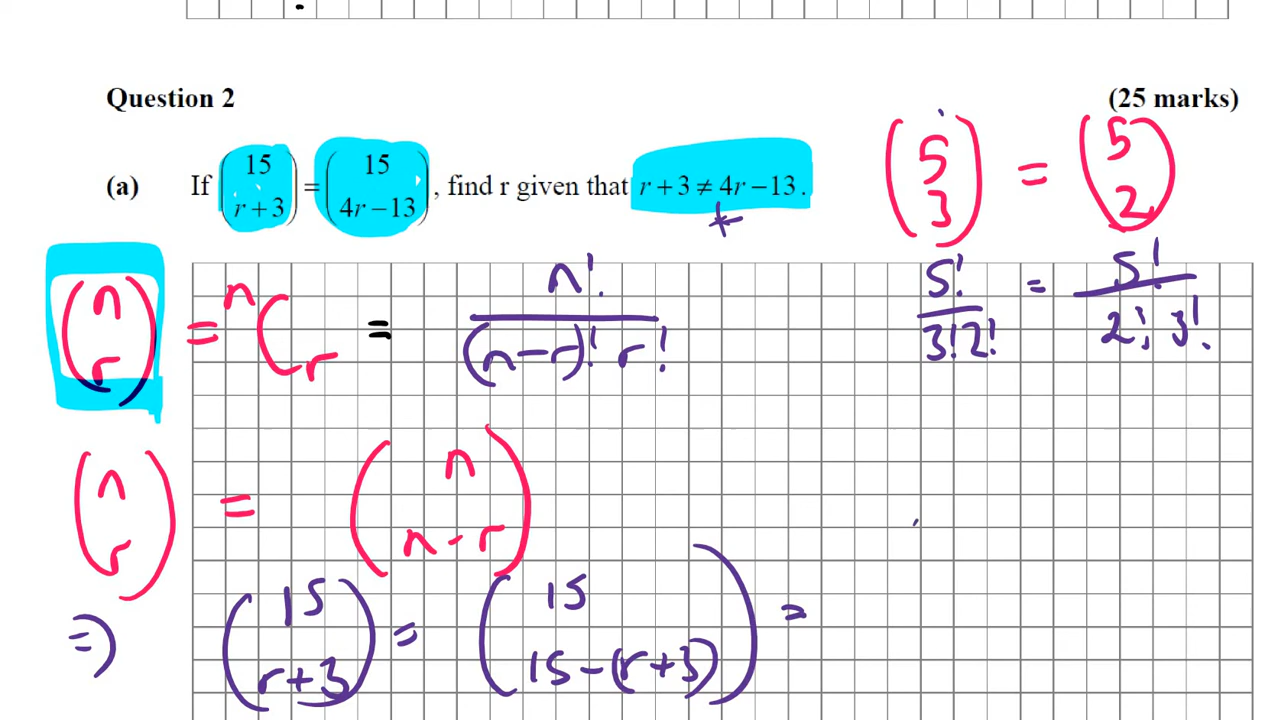 Question 2 (25 marks)
(a) If (15 r+3) = (15 4r−13), find r given that r+3 ≠ 4r−13.
(5 3) = (5 2)
5!/3!2! = 5!/2!3!
(n r) = nCr = n!/(n−r)! r!
(n r) = (n n-r)
=> (15 r+3) = (15 15-(r+3)) =